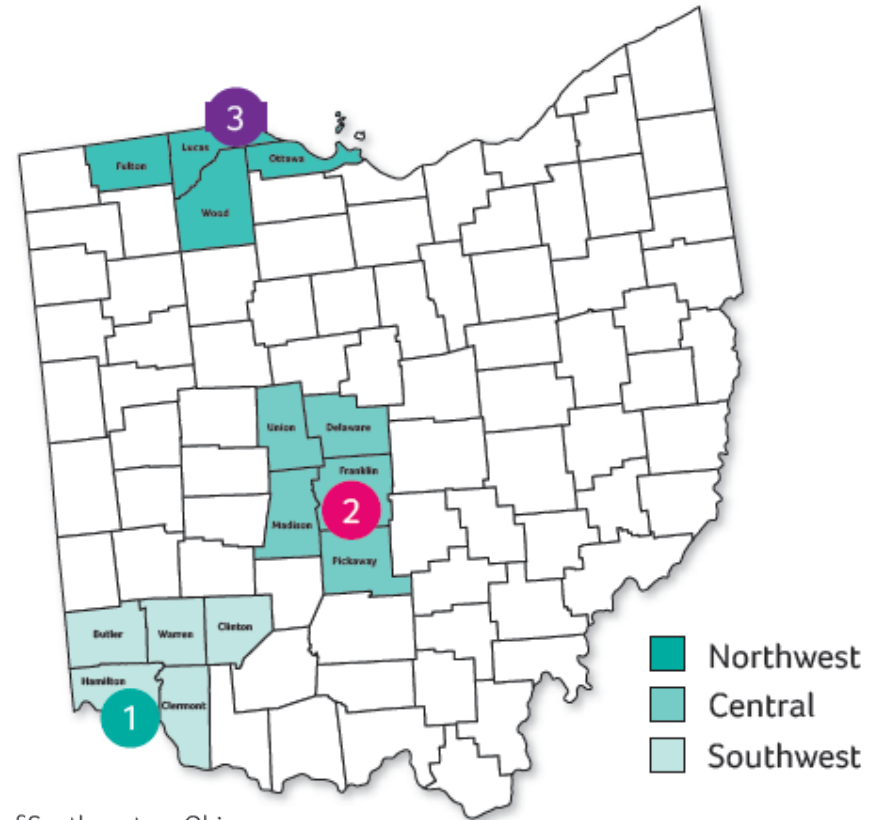 3
Lucas
Fulton
Ottawa
Wood
Union
Delaware
Franklin
2
Madison
Pickaway
Butler
Warren
Clinton
Hamilton
1
Clermont
Northwest
Central
Southwest